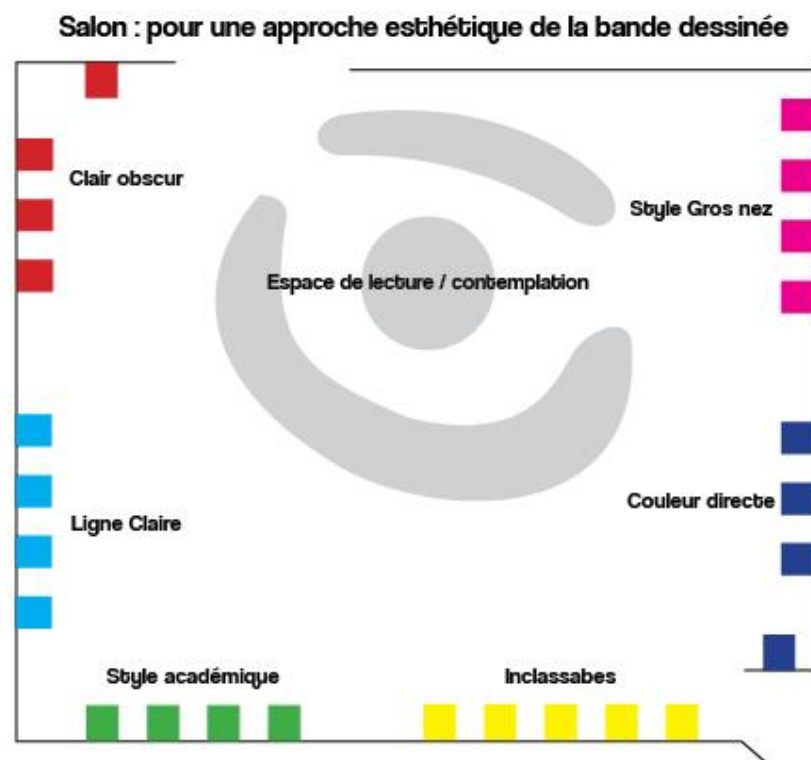 Salon : pour une approche esthétique de la bande dessinée
Clair obscur
Style Gros nez
Espace de lecture / contemplation
Couleur directe
Ligne Claire
Style académique
Inclassabes